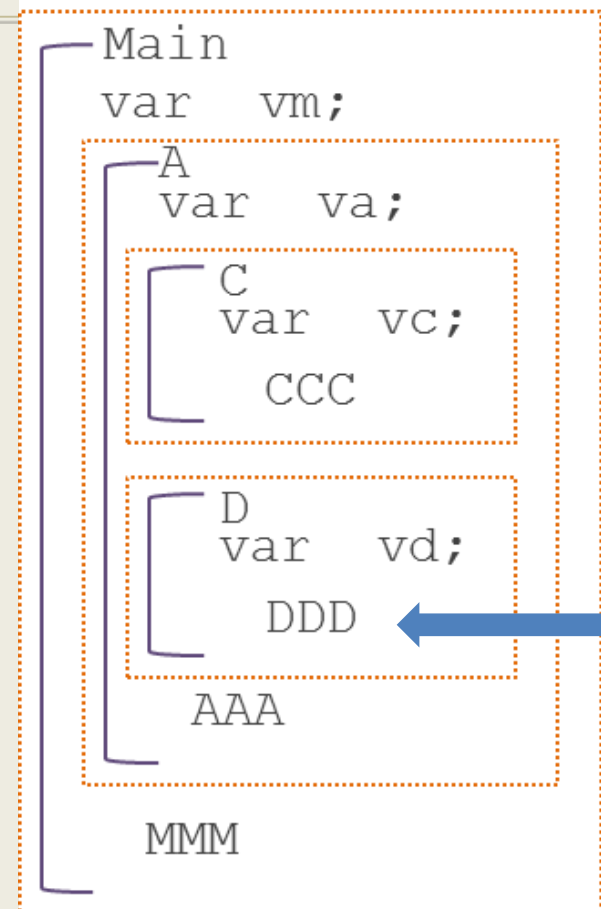 Main
var vm;
A
var va;
C
var vc;
CCC
D
var vd;
DDD
AAA
MMM